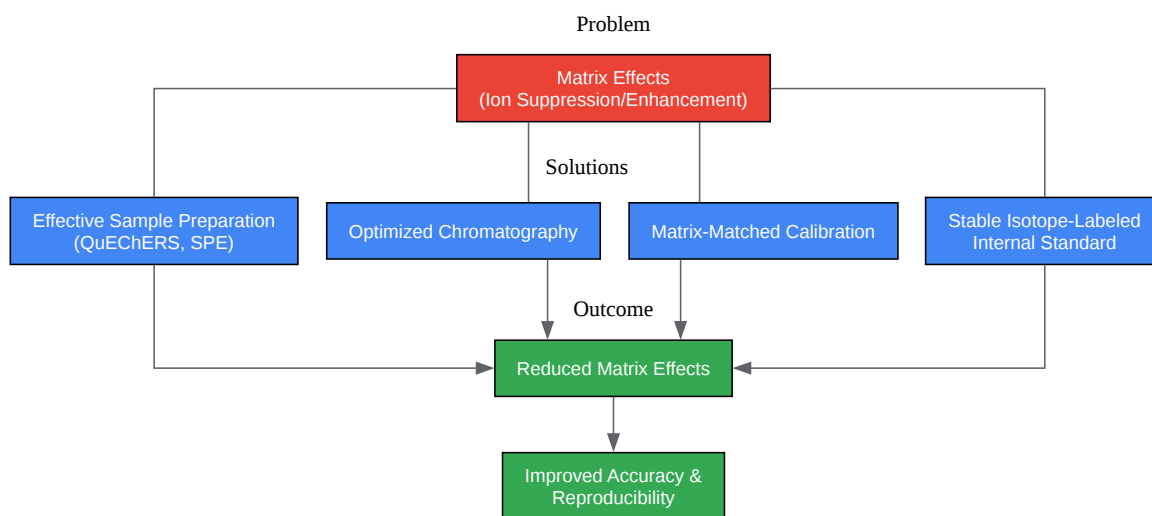 Problem
Matrix Effects
(Ion Suppression/Enhancement)
Solutions
Effective Sample Preparation
(QuEChERS, SPE)
Optimized Chromatography
Matrix-Matched Calibration
Stable Isotope-Labeled
Internal Standard
Outcome
Reduced Matrix Effects
Improved Accuracy &
Reproducibility